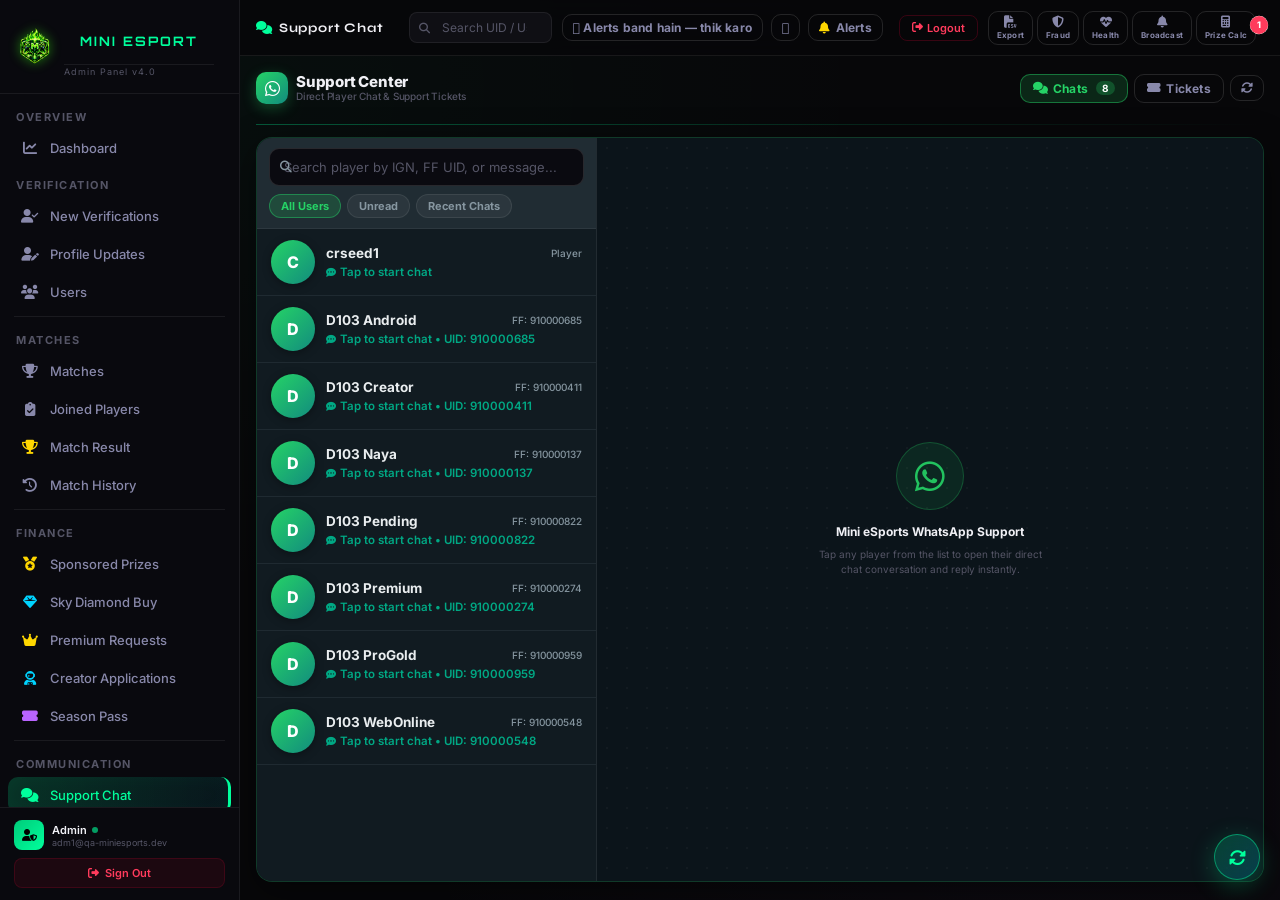 MINI ESPORT
Admin Panel v4.0
OVERVIEW
Dashboard
VERIFICATION
New Verifications
Profile Updates
Users
MATCHES
Matches
Joined Players
Match Result
Match History
FINANCE
Sponsored Prizes
Sky Diamond Buy
Premium Requests
Creator Applications
Season Pass
COMMUNICATION
Support Chat
Admin
adm1@qa-miniesports.dev
Sign Out
Support Chat
Search UID / U
Alerts band hain — thik karo
Alerts
Logout
Export
Fraud
Health
Broadcast
Prize Calc
1
Support Center
Direct Player Chat & Support Tickets
Chats 8
Tickets
Search player by IGN, FF UID, or message...
All Users
Unread
Recent Chats
C
crseed1
Player
Tap to start chat
D
D103 Android
FF: 910000685
Tap to start chat • UID: 910000685
D
D103 Creator
FF: 910000411
Tap to start chat • UID: 910000411
D
D103 Naya
FF: 910000137
Tap to start chat • UID: 910000137
D
D103 Pending
FF: 910000822
Tap to start chat • UID: 910000822
D
D103 Premium
FF: 910000274
Tap to start chat • UID: 910000274
D
D103 ProGold
FF: 910000959
Tap to start chat • UID: 910000959
D
D103 WebOnline
FF: 910000548
Tap to start chat • UID: 910000548
Mini eSports WhatsApp Support
Tap any player from the list to open their direct
chat conversation and reply instantly.